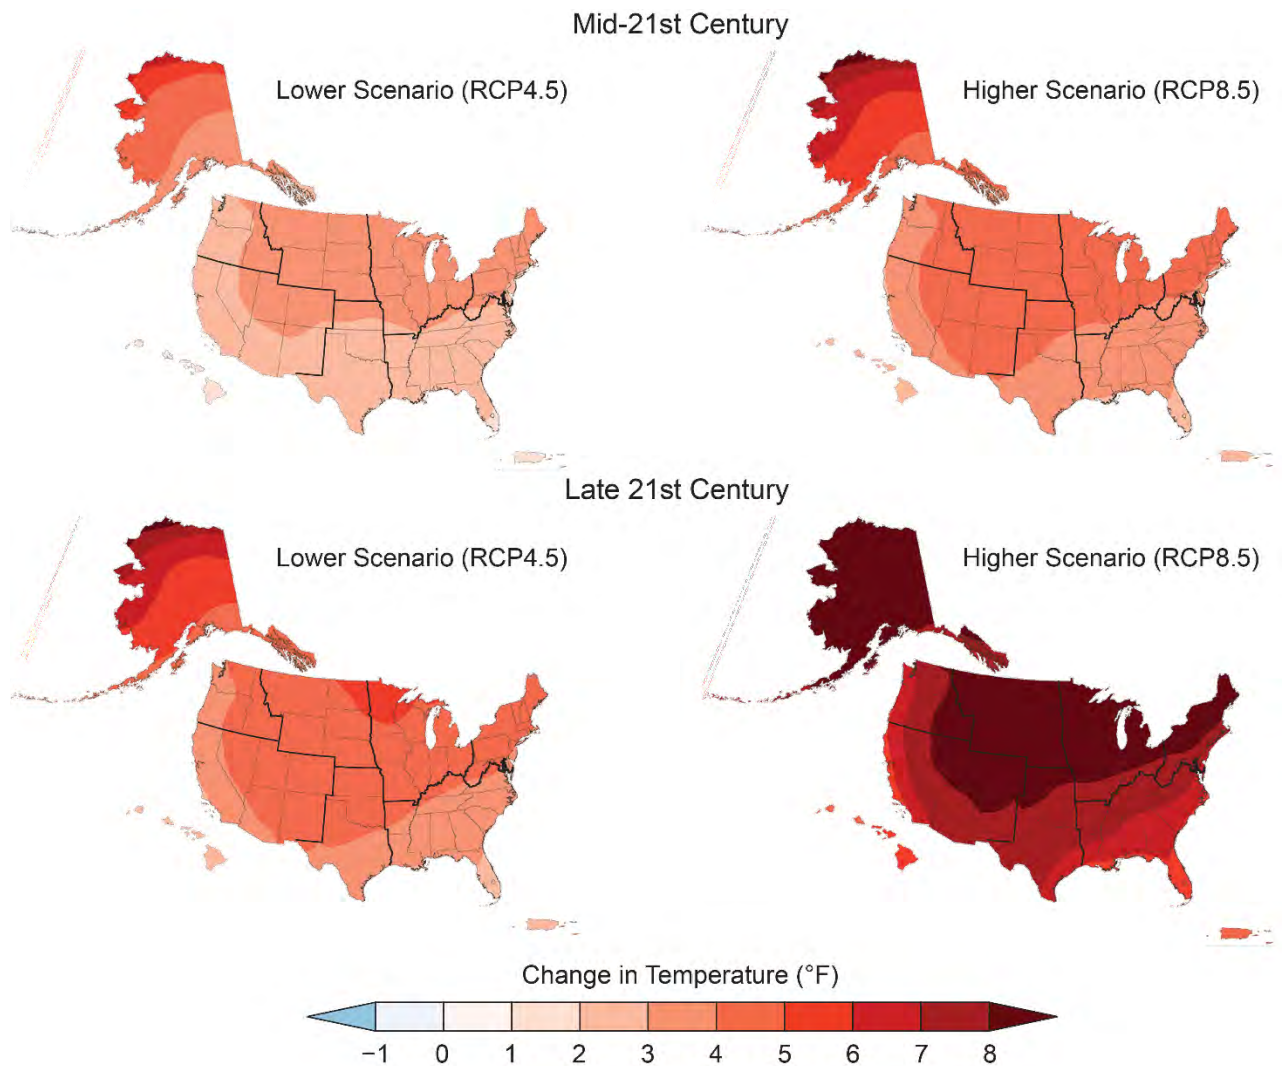 Mid-21st Century
Lower Scenario (RCP4.5)
Higher Scenario (RCP8.5)
Late 21st Century
Lower Scenario (RCP4.5)
Higher Scenario (RCP8.5)
Change in Temperature (°F)
−1 0 1 2 3 4 5 6 7 8